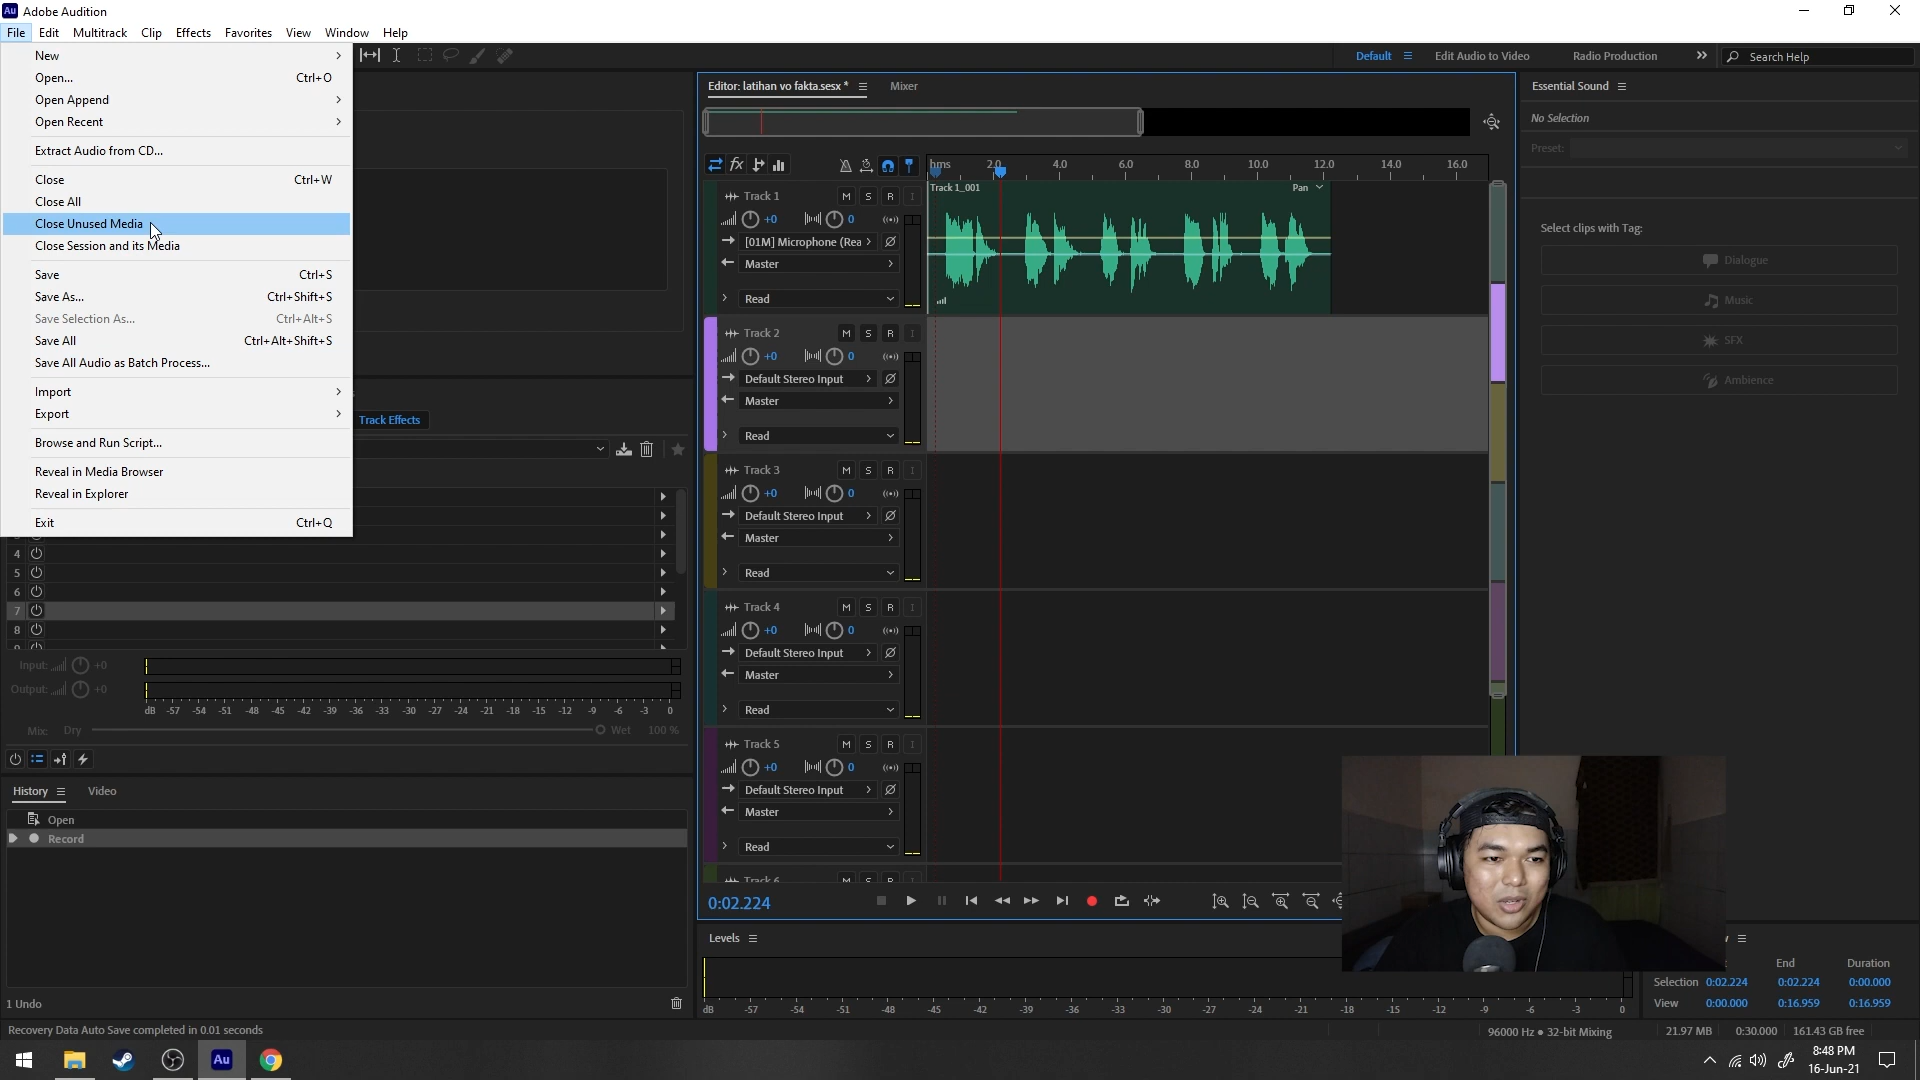 Au Adobe Audition
File Edit Multitrack Clip Effects Favorites View Window Help
New
Open... Ctrl+O
Open Append
Open Recent
Extract Audio from CD...
Close Ctrl+W
Close All
Close Unused Media
Close Session and its Media
Save Ctrl+S
Save As... Ctrl+Shift+S
Save Selection As... Ctrl+Alt+S
Save All Ctrl+Alt+Shift+S
Save All Audio as Batch Process...
Import
Export
Browse and Run Script...
Reveal in Media Browser
Reveal in Explorer
Exit Ctrl+Q
Track Effects
4
5
6
7
8
Input: +0
Output: +0
dB -57 -54 -51 -48 -45 -42 -39 -36 -33 -30 -27 -24 -21 -18 -15 -12 -9 -6 -3 0
Mix: Dry Wet 100 %
History Video
Open
Record
1 Undo
Recovery Data Auto Save completed in 0.01 seconds
Default Edit Audio to Video Radio Production Search Help
Editor: latihan vo fakta.sesx * Mixer
fx
hms 2.0 4.0 6.0 8.0 10.0 12.0 14.0 16.0
Track 1 M S R I
+0 0
[01M] Microphone (Rea
Master
Read
Track 1_001 Pan
Track 2 M S R I
+0 0
Default Stereo Input
Master
Read
Track 3 M S R I
+0 0
Default Stereo Input
Master
Read
Track 4 M S R I
+0 0
Default Stereo Input
Master
Read
Track 5 M S R I
+0 0
Default Stereo Input
Master
Read
Track 6 M S R I
0:02.224
Levels
dB -57 -54 -51 -48 -45 -42 -39 -36 -33 -30 -27 -24 -21 -18 -15 -12 -9 -6 -3 0
Essential Sound
No Selection
Preset:
Select clips with Tag:
Dialogue
Music
SFX
Ambience
End Duration
Selection 0:02.224 0:02.224 0:00.000
View 0:00.000 0:16.959 0:16.959
96000 Hz • 32-bit Mixing 21.97 MB 0:30.000 161.43 GB free
Au
8:48 PM
16-Jun-21